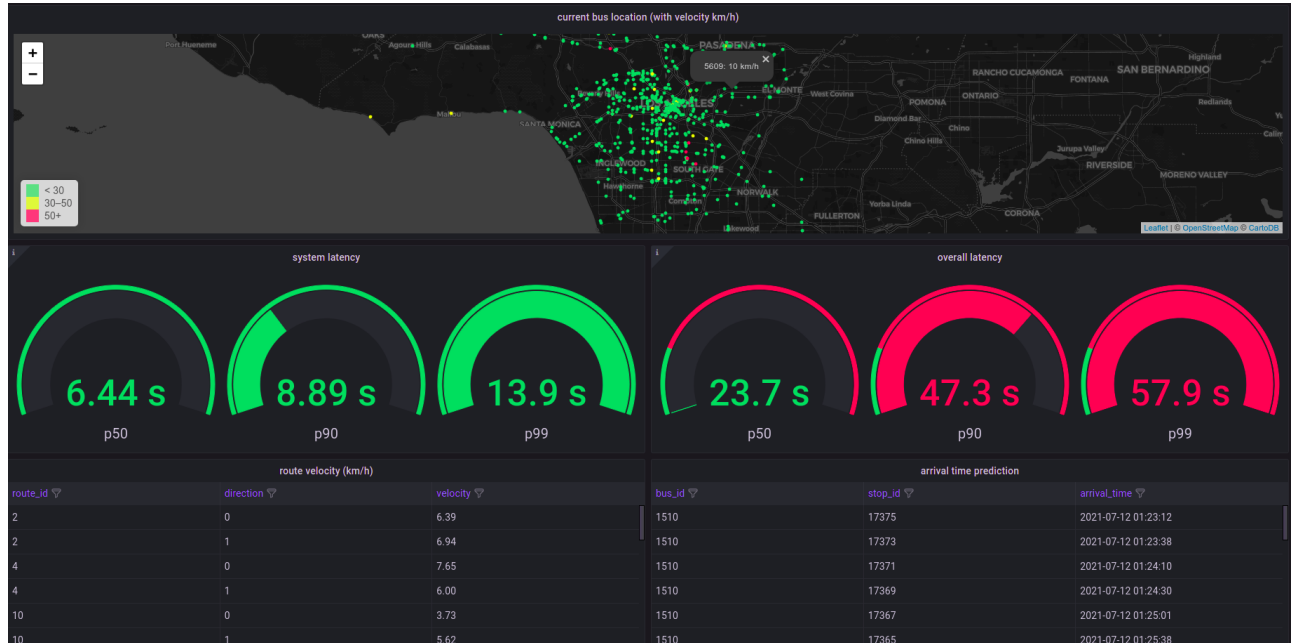 current bus location (with velocity km/h)
+
−
OAKS
Port Hueneme
Agoura Hills
Calabasas
PASADENA
5609: 10 km/h
×
Highland
SAN BERNARDINO
RANCHO CUCAMONGA
FONTANA
EL MONTE
West Covina
ONTARIO
POMONA
Redlands
LOS ANGELES
Malibu
SANTA MONICA
Diamond Bar
Chino
Chino Hills
Jurupa Valley
RIVERSIDE
INGLEWOOD
SOUTH GATE
MORENO VALLEY
Hawthorne
NORWALK
Compton
Yorba Linda
FULLERTON
CORONA
Lakewood
< 30
30–50
50+
Leaflet | © OpenStreetMap © CartoDB
i
system latency
i
overall latency
6.44 s
8.89 s
13.9 s
23.7 s
47.3 s
57.9 s
p50
p90
p99
p50
p90
p99
route velocity (km/h)
arrival time prediction
route_id direction velocity
bus_id stop_id arrival_time
2 0 6.39
1510 17375 2021-07-12 01:23:12
2 1 6.94
1510 17373 2021-07-12 01:23:38
4 0 7.65
1510 17371 2021-07-12 01:24:10
4 1 6.00
1510 17369 2021-07-12 01:24:30
10 0 3.73
1510 17367 2021-07-12 01:25:01
10 1 5.62
1510 17365 2021-07-12 01:25:38